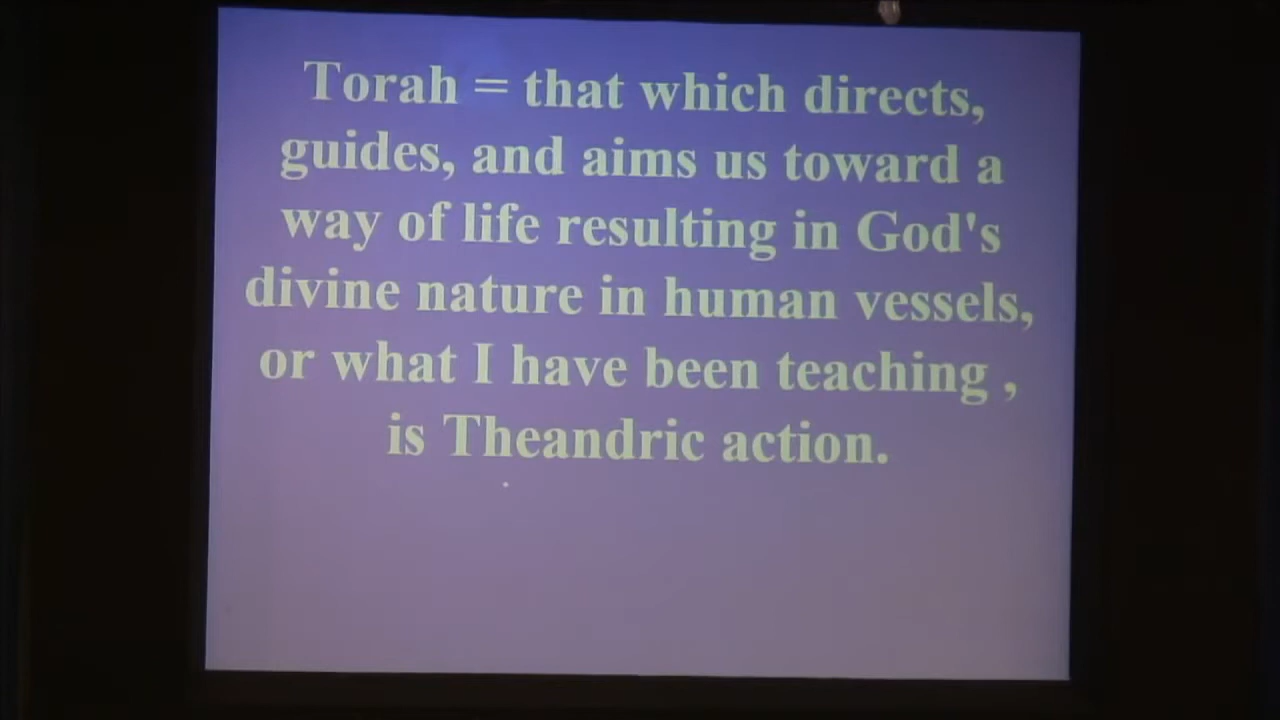 Torah = that which directs,
guides, and aims us toward a
way of life resulting in God's
divine nature in human vessels,
or what I have been teaching ,
is Theandric action.